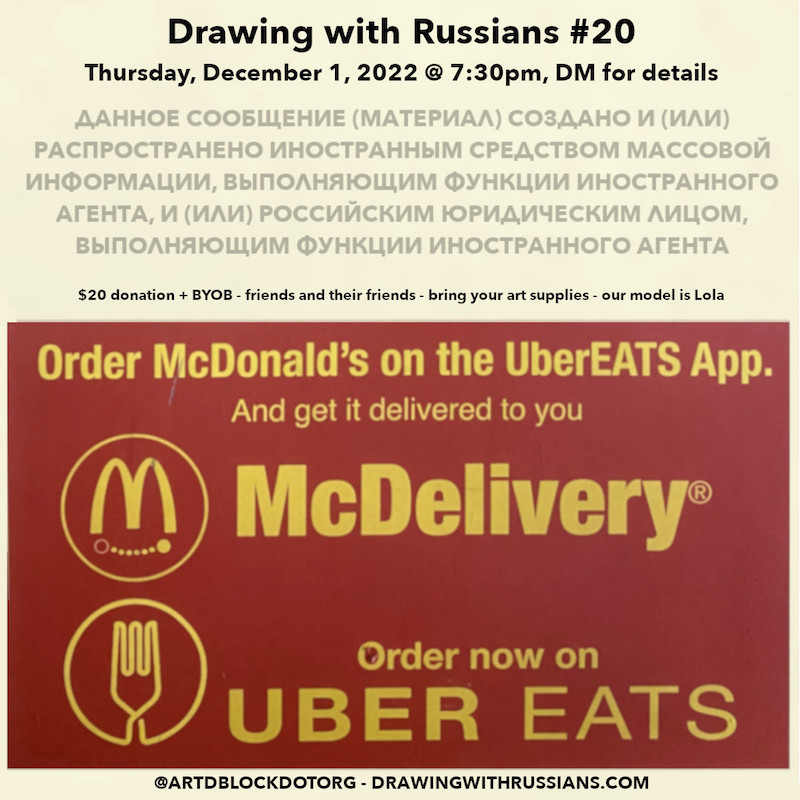 Drawing with Russians #20
Thursday, December 1, 2022 @ 7:30pm, DM for details
ДАННОЕ СООБЩЕНИЕ (МАТЕРИАЛ) СОЗДАНО И (ИЛИ)
РАСПРОСТРАНЕНО ИНОСТРАННЫМ СРЕДСТВОМ МАССОВОЙ
ИНФОРМАЦИИ, ВЫПОЛНЯЮЩИМ ФУНКЦИИ ИНОСТРАННОГО
АГЕНТА, И (ИЛИ) РОССИЙСКИМ ЮРИДИЧЕСКИМ ЛИЦОМ,
ВЫПОЛНЯЮЩИМ ФУНКЦИИ ИНОСТРАННОГО АГЕНТА
$20 donation + BYOB - friends and their friends - bring your art supplies - our model is Lola
Order McDonald's on the UberEATS App.
And get it delivered to you
McDelivery®
Order now on
UBER EATS
@ARTDBLOCKDOTORG - DRAWINGWITHRUSSIANS.COM